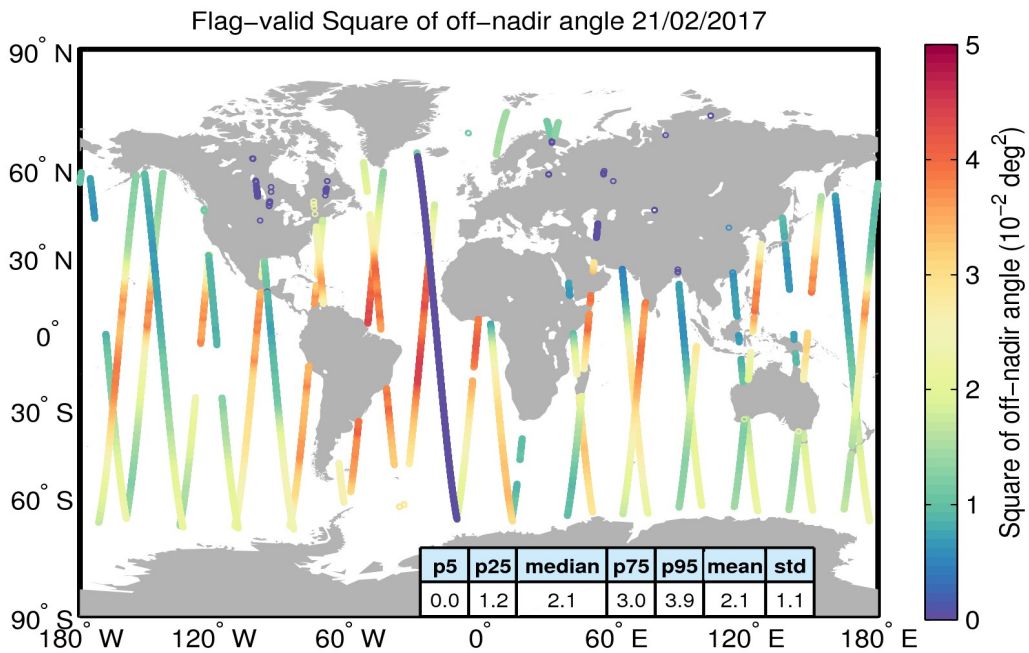 Flag-valid Square of off-nadir angle 21/02/2017
90° N
60° N
30° N
0°
30° S
60° S
90° S
180° W
120° W
60° W
0°
60° E
120° E
180° E
p5 p25 median p75 p95 mean std
0.0 1.2 2.1 3.0 3.9 2.1 1.1
5
4
3
2
1
0
Square of off-nadir angle (10⁻² deg²)